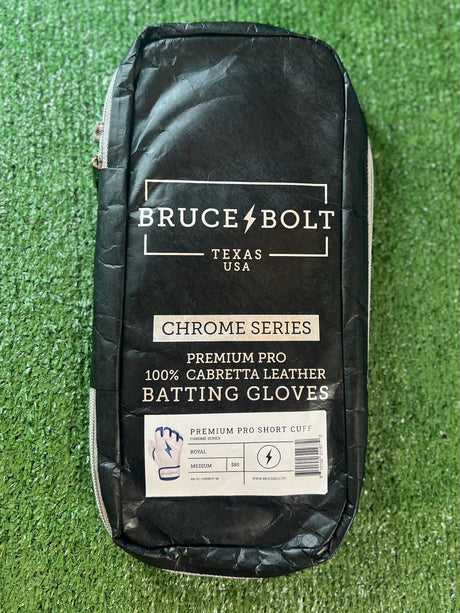 BRUCE BOLT
TEXAS
USA
CHROME SERIES
PREMIUM PRO
100% CABRETTA LEATHER
BATTING GLOVES
PREMIUM PRO SHORT CUFF
CHROME SERIES
ROYAL
MEDIUM $85
WWW.BRUCEBOLT.US